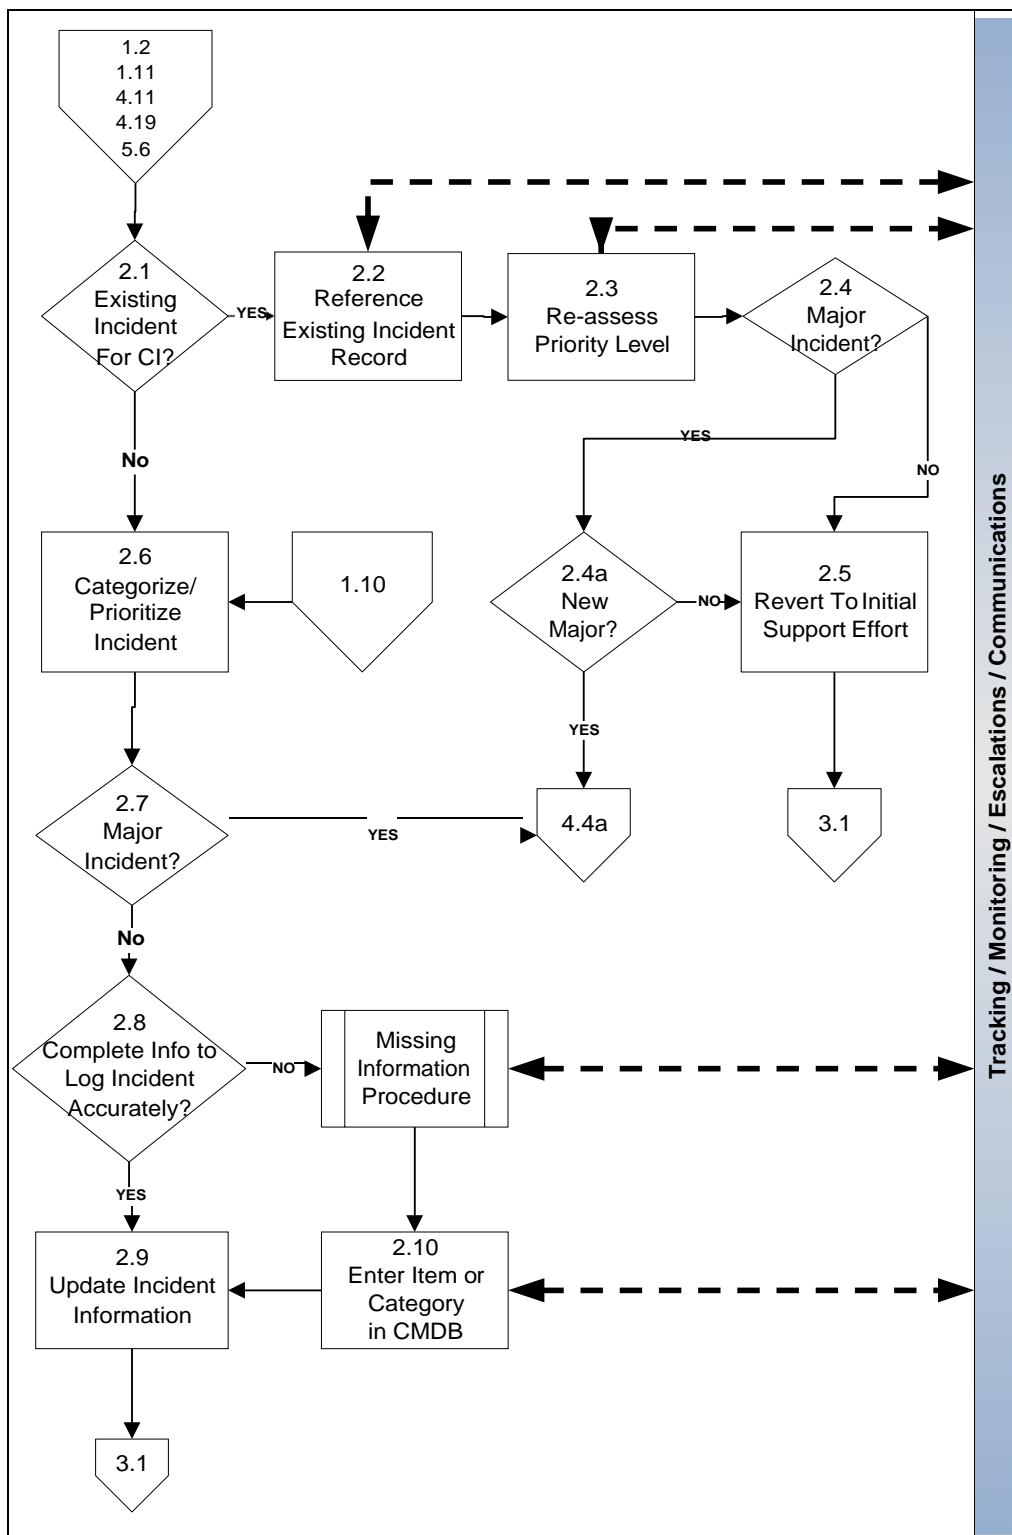 1.2
1.11
4.11
4.19
5.6
2.1
Existing
Incident
For CI?
YES
2.2
Reference
Existing Incident
Record
2.3
Re-assess
Priority Level
2.4
Major
Incident?
YES
NO
No
2.6
Categorize/
Prioritize
Incident
1.10
2.4a
New
Major?
NO
2.5
Revert To Initial
Support Effort
YES
2.7
Major
Incident?
YES
4.4a
3.1
No
2.8
Complete Info to
Log Incident
Accurately?
NO
Missing
Information
Procedure
YES
2.9
Update Incident
Information
2.10
Enter Item or
Category
in CMDB
3.1
Tracking / Monitoring / Escalations / Communications